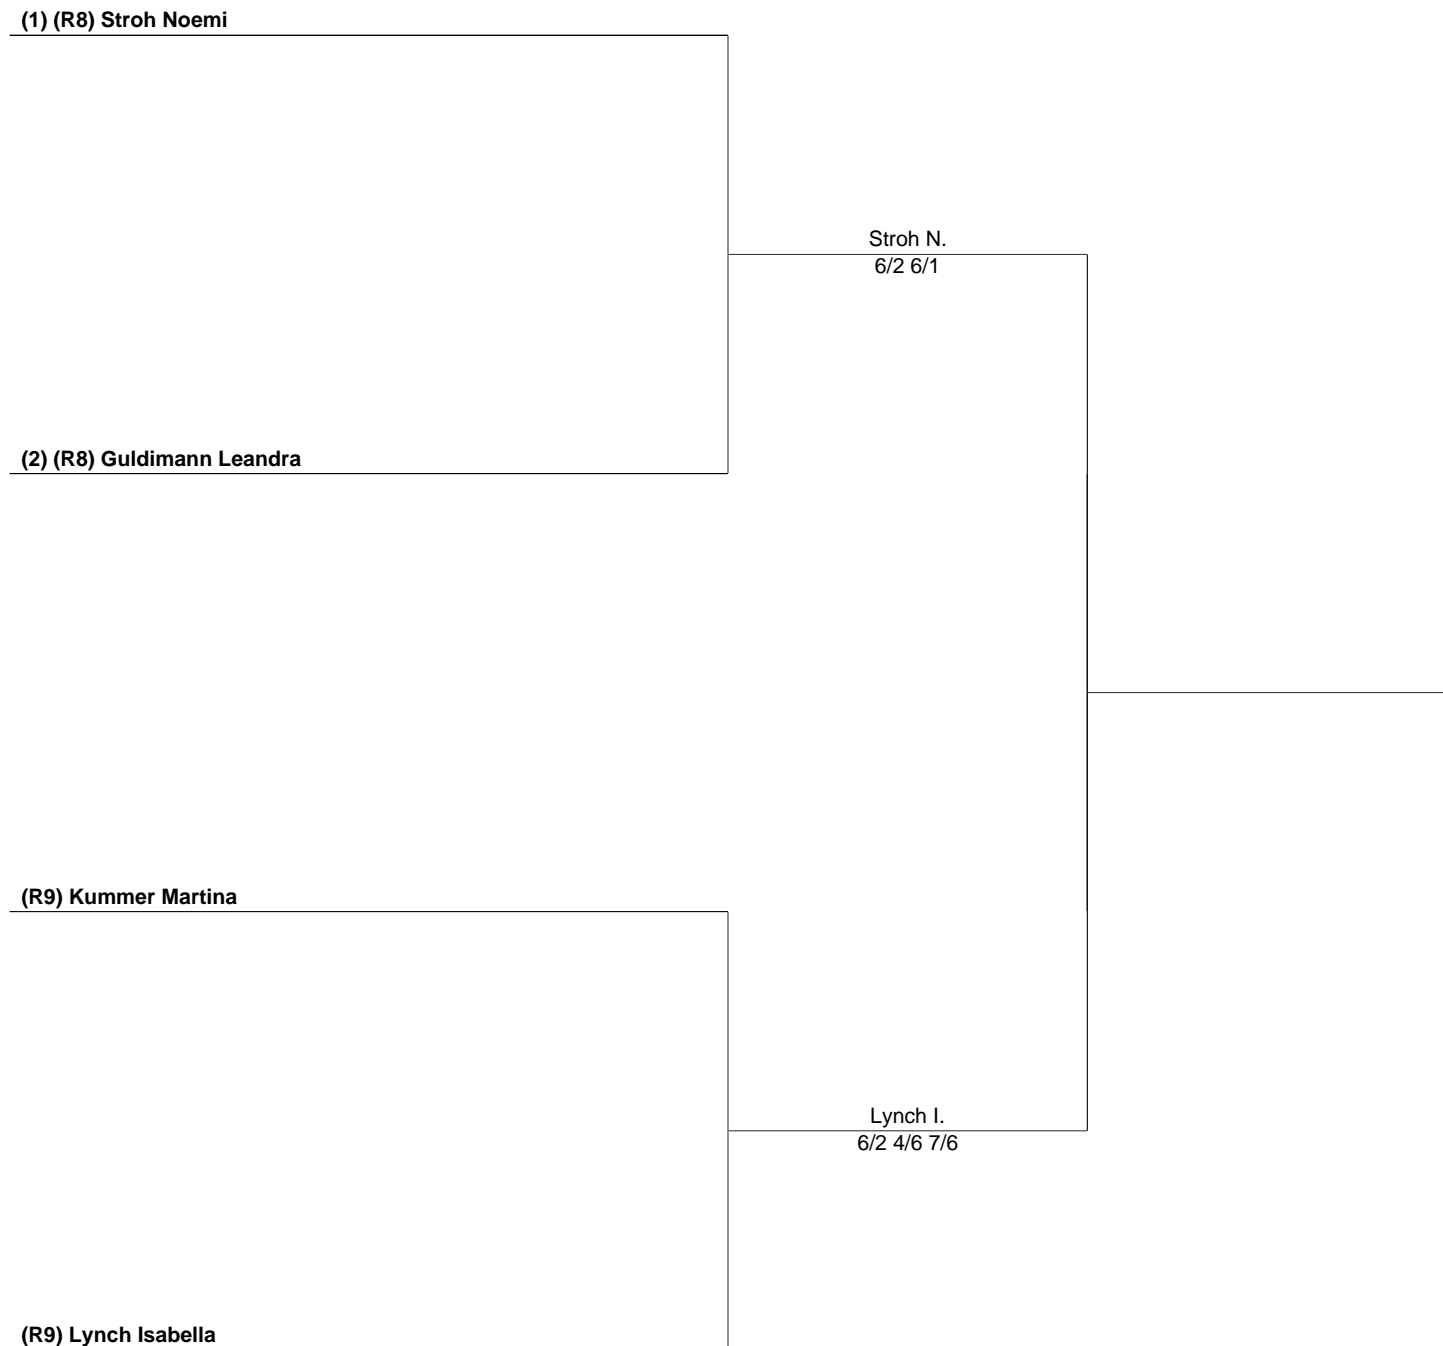 (1) (R8) Stroh Noemi
Stroh N.
6/2 6/1
(2) (R8) Guldimann Leandra
(R9) Kummer Martina
Lynch I.
6/2 4/6 7/6
(R9) Lynch Isabella